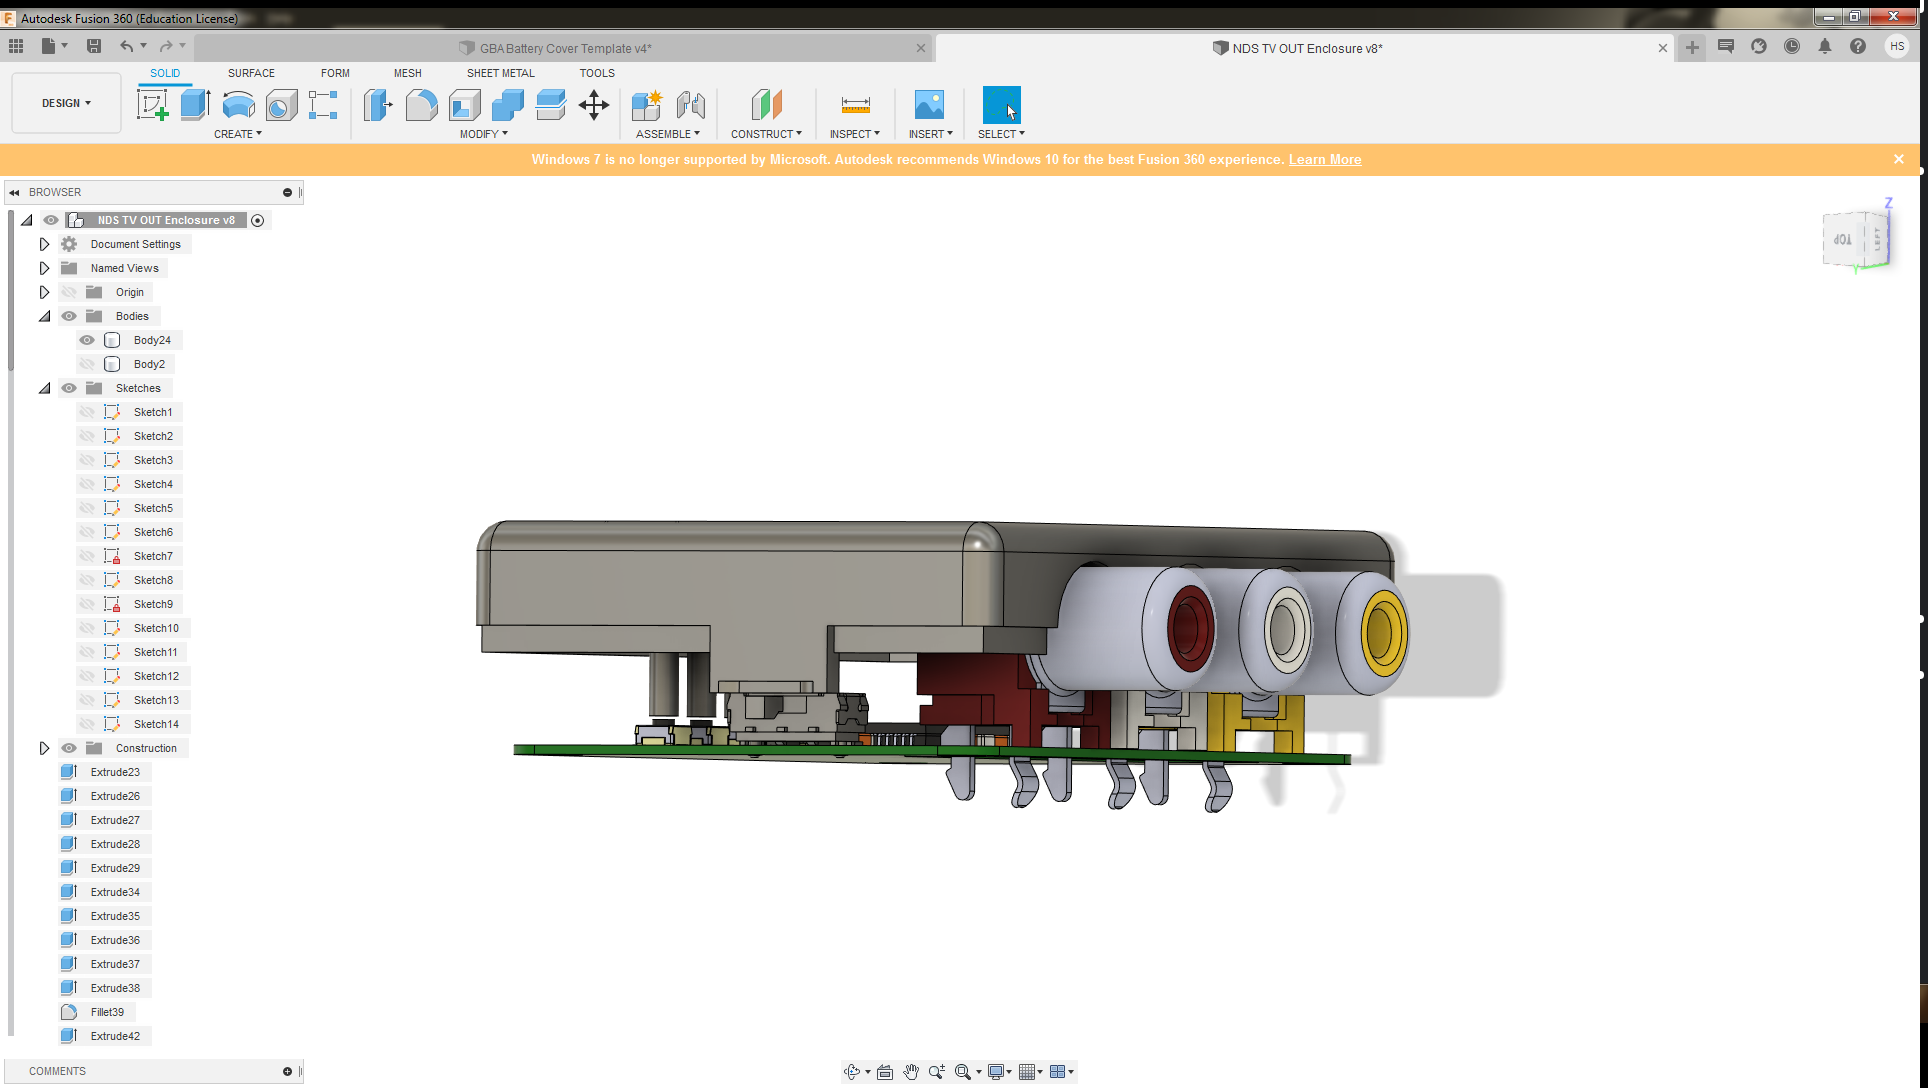 Autodesk Fusion 360 (Education License)
GBA Battery Cover Template v4*
NDS TV OUT Enclosure v8*
HS
DESIGN
SOLID SURFACE FORM MESH SHEET METAL TOOLS
CREATE MODIFY ASSEMBLE CONSTRUCT INSPECT INSERT SELECT
Windows 7 is no longer supported by Microsoft. Autodesk recommends Windows 10 for the best Fusion 360 experience. Learn More
BROWSER
NDS TV OUT Enclosure v8
Document Settings
Named Views
Origin
Bodies
Body24
Body2
Sketches
Sketch1
Sketch2
Sketch3
Sketch4
Sketch5
Sketch6
Sketch7
Sketch8
Sketch9
Sketch10
Sketch11
Sketch12
Sketch13
Sketch14
Construction
Extrude23
Extrude26
Extrude27
Extrude28
Extrude29
Extrude34
Extrude35
Extrude36
Extrude37
Extrude38
Fillet39
Extrude42
COMMENTS
Z
TOP
LEFT
Y